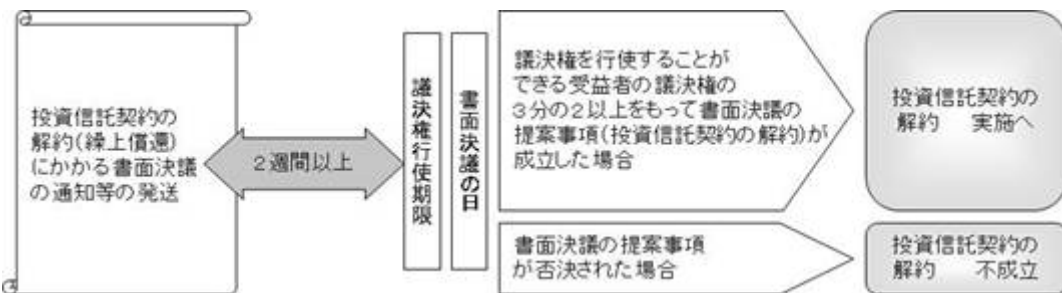 投資信託契約の
解約(繰上償還)
にかかる書面決議
の通知等の発送
2週間以上
議決権行使期限
書面決議の日
議決権を行使することが
できる受益者の議決権の
3分の2以上をもって書面決議の
提案事項(投資信託契約の解約)が
成立した場合
投資信託契約の
解約 実施へ
書面決議の提案事項
が否決された場合
投資信託契約の
解約 不成立